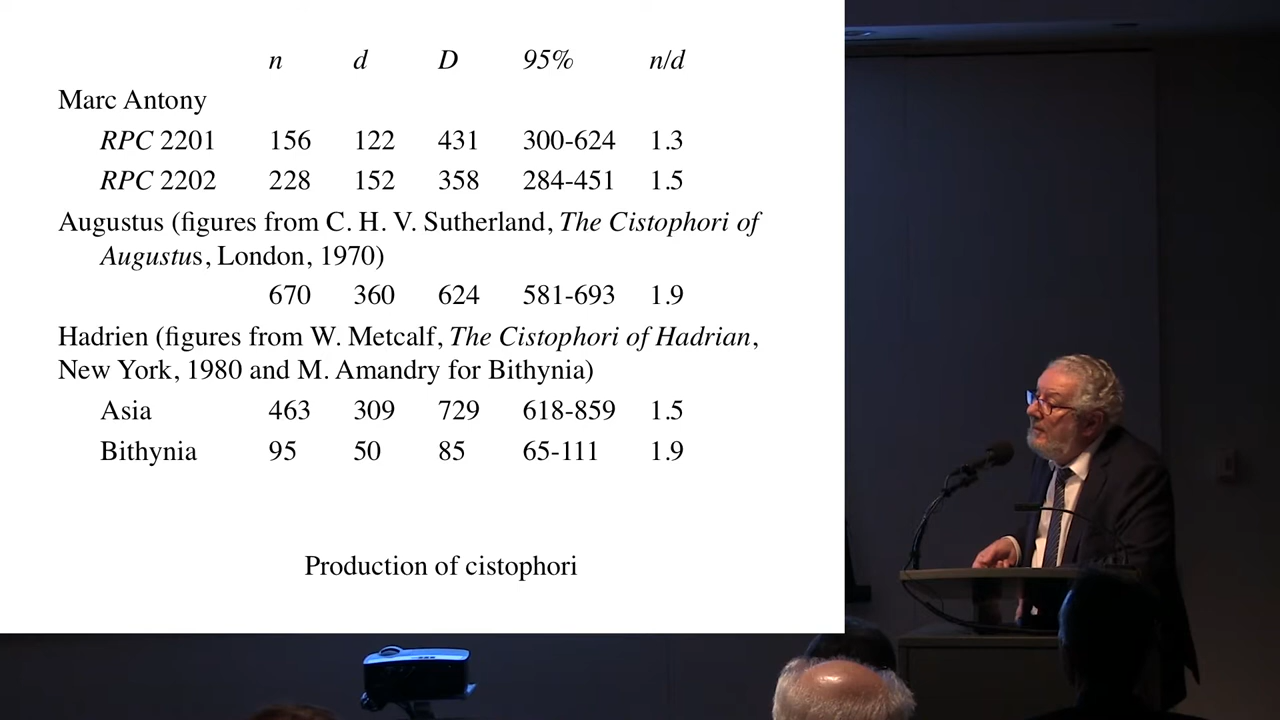 n d D 95% n/d
Marc Antony
RPC 2201 156 122 431 300-624 1.3
RPC 2202 228 152 358 284-451 1.5
Augustus (figures from C. H. V. Sutherland, The Cistophori of
Augustus, London, 1970)
670 360 624 581-693 1.9
Hadrien (figures from W. Metcalf, The Cistophori of Hadrian,
New York, 1980 and M. Amandry for Bithynia)
Asia 463 309 729 618-859 1.5
Bithynia 95 50 85 65-111 1.9
Production of cistophori